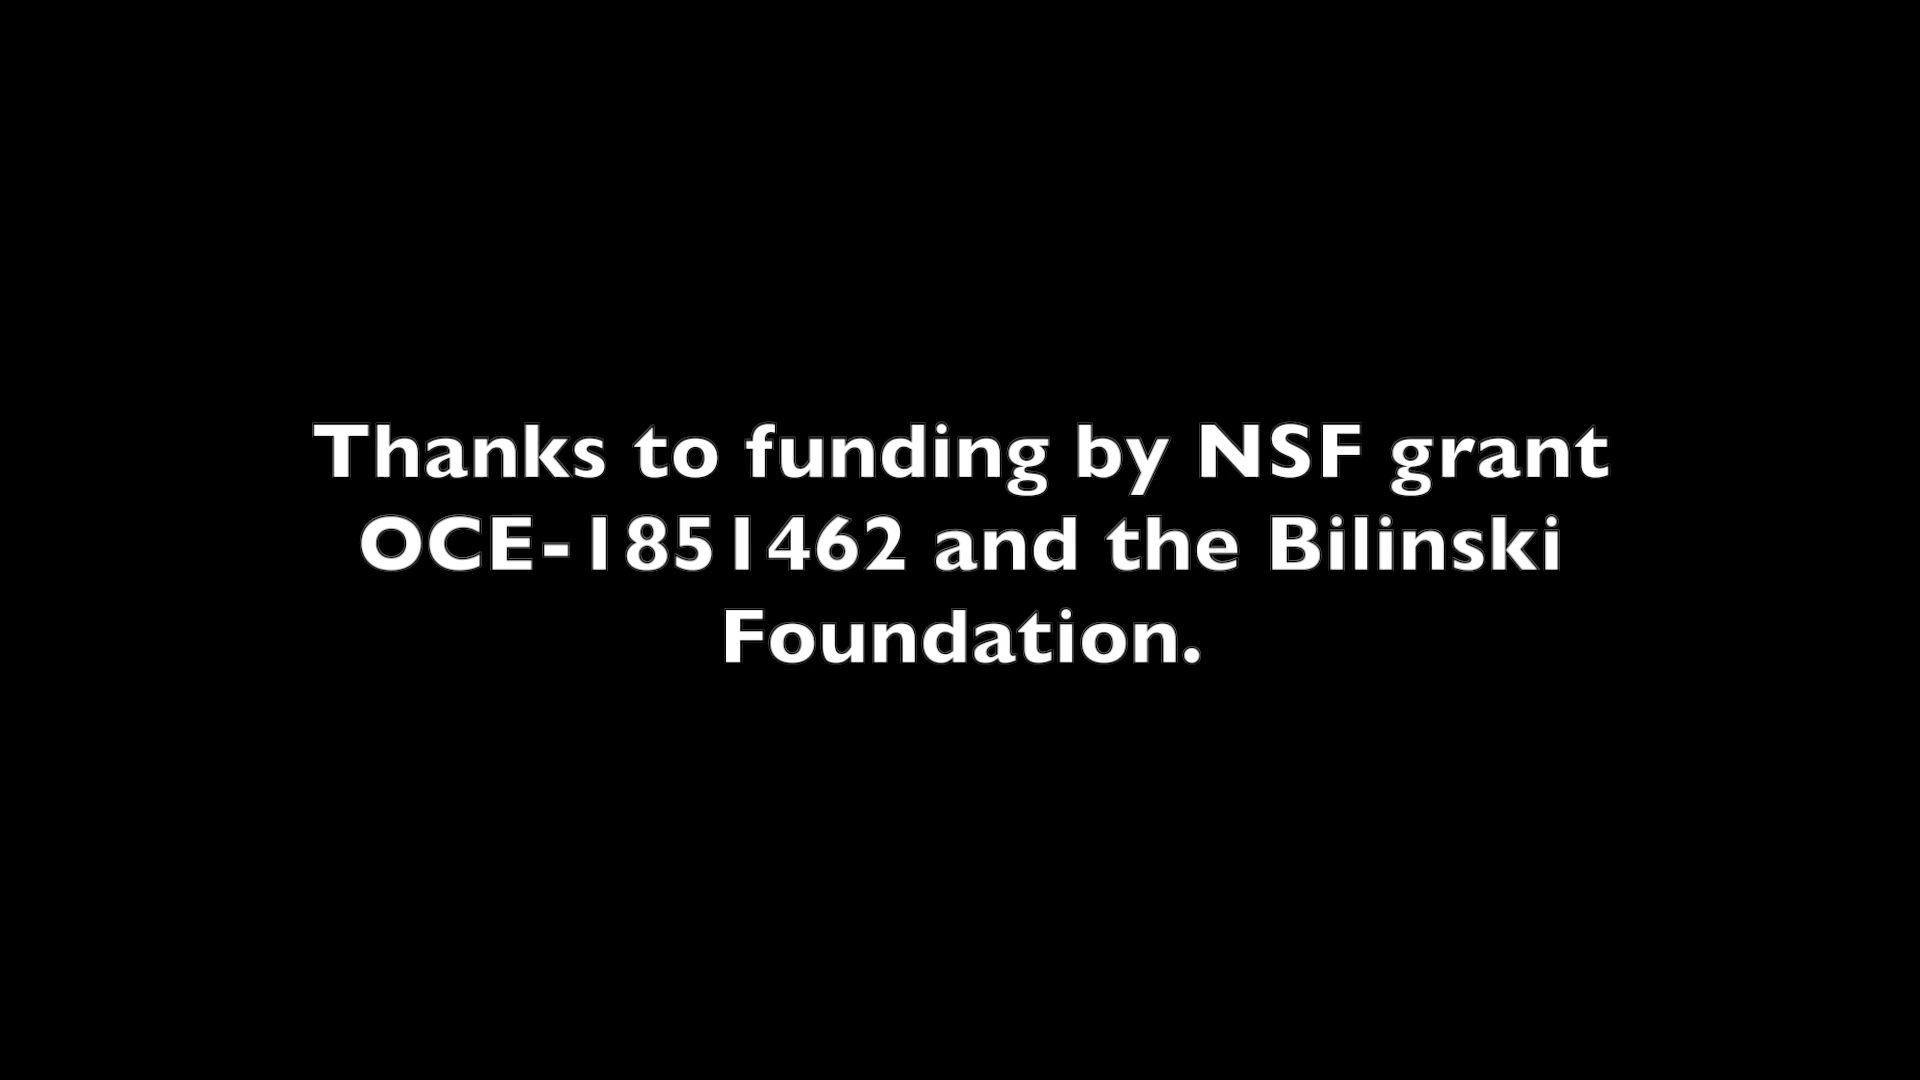 Thanks to funding by NSF grant
OCE-1851462 and the Bilinski
Foundation.